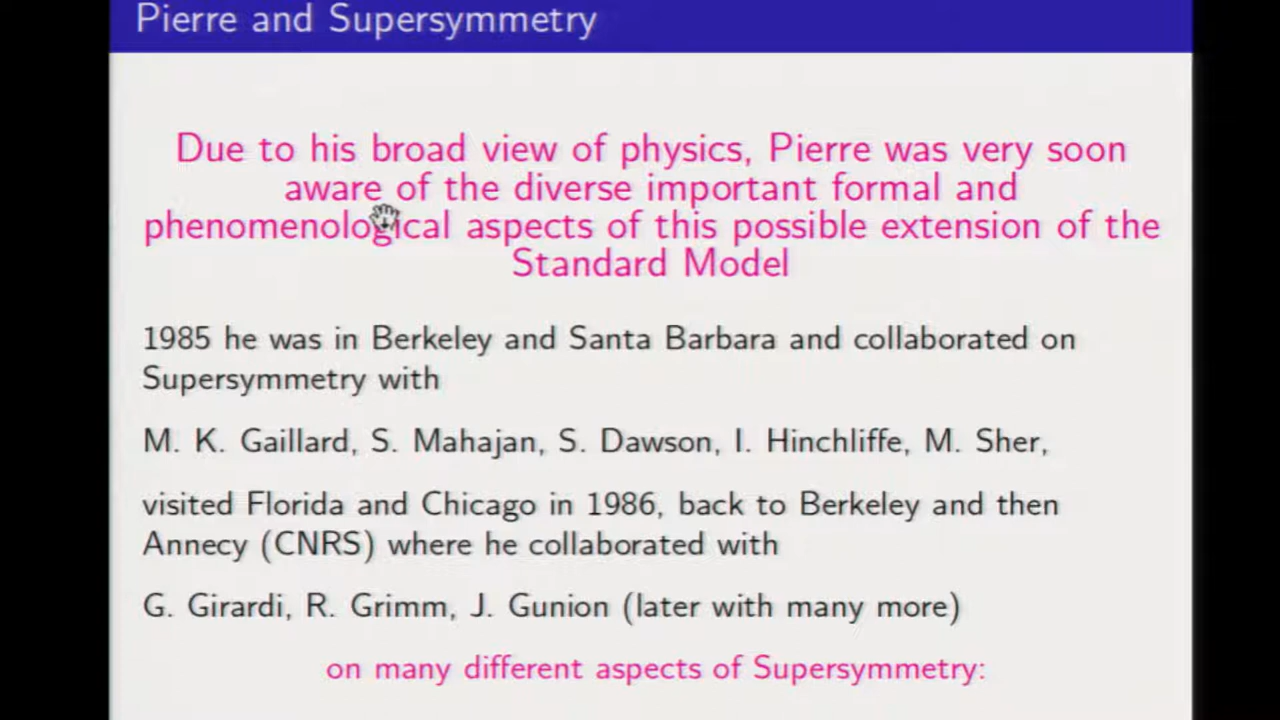 Pierre and Supersymmetry
Due to his broad view of physics, Pierre was very soon
aware of the diverse important formal and
phenomenological aspects of this possible extension of the
Standard Model
1985 he was in Berkeley and Santa Barbara and collaborated on
Supersymmetry with
M. K. Gaillard, S. Mahajan, S. Dawson, I. Hinchliffe, M. Sher,
visited Florida and Chicago in 1986, back to Berkeley and then
Annecy (CNRS) where he collaborated with
G. Girardi, R. Grimm, J. Gunion (later with many more)
on many different aspects of Supersymmetry: